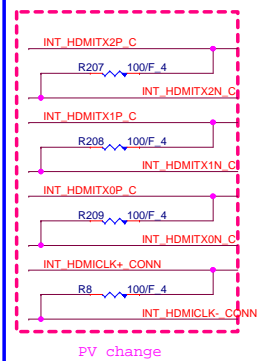 INT_HDMITX2P_C
R207 100/F_4
INT_HDMITX2N_C
INT_HDMITX1P_C
R208 100/F_4
INT_HDMITX1N_C
INT_HDMITX0P_C
R209 100/F_4
INT_HDMITX0N_C
INT_HDMICLK+_CONN
R8 100/F_4
INT_HDMICLK-_CONN
PV change